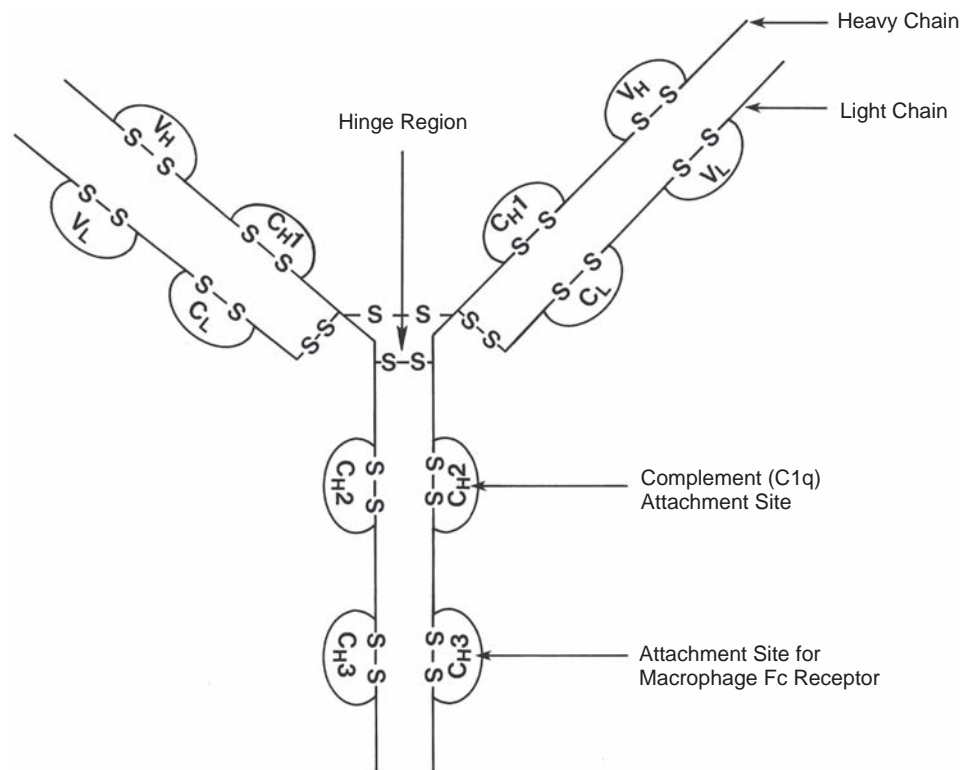 Heavy Chain
Light Chain
Hinge Region
VH
S–S
VL
S–S
CH1
S–S
CL
S–S
VH
S–S
VL
S–S
CH1
S–S
CL
S–S
S–S
S – S
S–S
S–S
CH2
S–S
CH2
S–S
Complement (C1q)
Attachment Site
CH3
S–S
CH3
S–S
Attachment Site for
Macrophage Fc Receptor